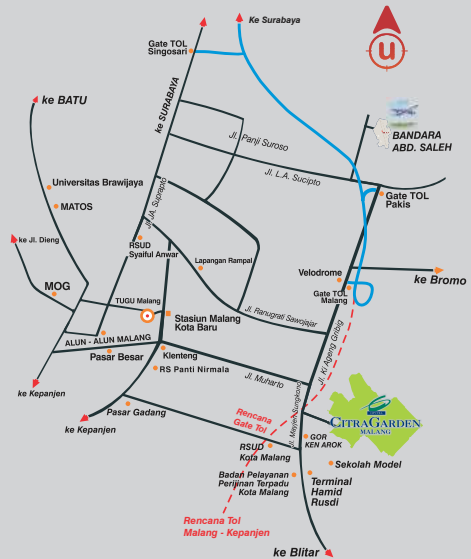 Ke Surabaya
Gate TOL
Singosari
u
ke SURABAYA
ke BATU
Jl. Panji Suroso
BANDARA
ABD. SALEH
Jl. L.A. Sucipto
Universitas Brawijaya
MATOS
Gate TOL
Pakis
Jl. JA. Suprapto
ke Jl. Dieng
RSUD
Syaiful Anwar
Lapangan Rampal
Velodrome
ke Bromo
MOG
Gate TOL
Malang
TUGU Malang
Stasiun Malang
Kota Baru
Jl. Ranugrati Sawojajar
ALUN - ALUN MALANG
Pasar Besar
Klenteng
RS Panti Nirmala
Jl. Ki Ageng Gribig
Jl. Muharto
ke Kepanjen
Pasar Gadang
ke Kepanjen
Rencana
Gate Tol
Jl. Mayjen Sungkono
CITRAGARDEN
MALANG
GOR
KEN AROK
RSUD
Kota Malang
Sekolah Model
Badan Pelayanan
Perijinan Terpadu
Kota Malang
Terminal
Hamid
Rusdi
Rencana Tol
Malang - Kepanjen
ke Blitar